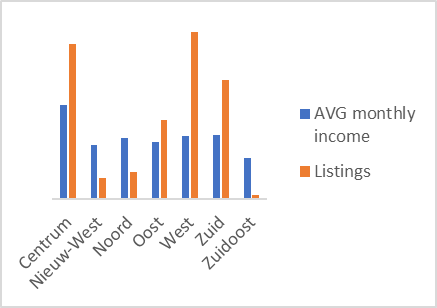 AVG monthly
income
Listings
Centrum
Nieuw-West
Noord
Oost
West
Zuid
Zuidoost